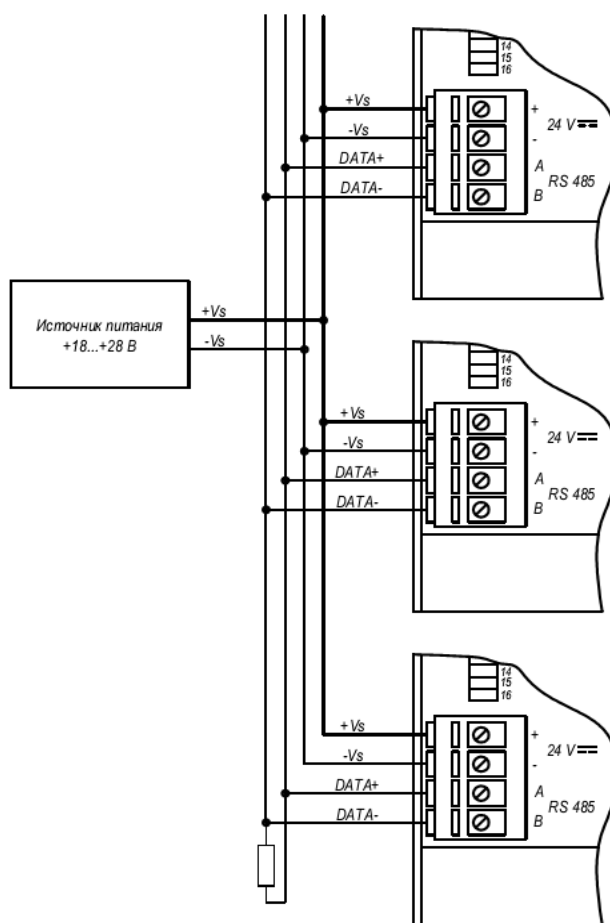 14
15
16
+Vs
+
24 V
-Vs
-
DATA+
A
RS 485
DATA-
B
Источник питания
+18...+28 В
+Vs
-Vs
14
15
16
+Vs
+
24 V
-Vs
-
DATA+
A
RS 485
DATA-
B
14
15
16
+Vs
+
24 V
-Vs
-
DATA+
A
RS 485
DATA-
B